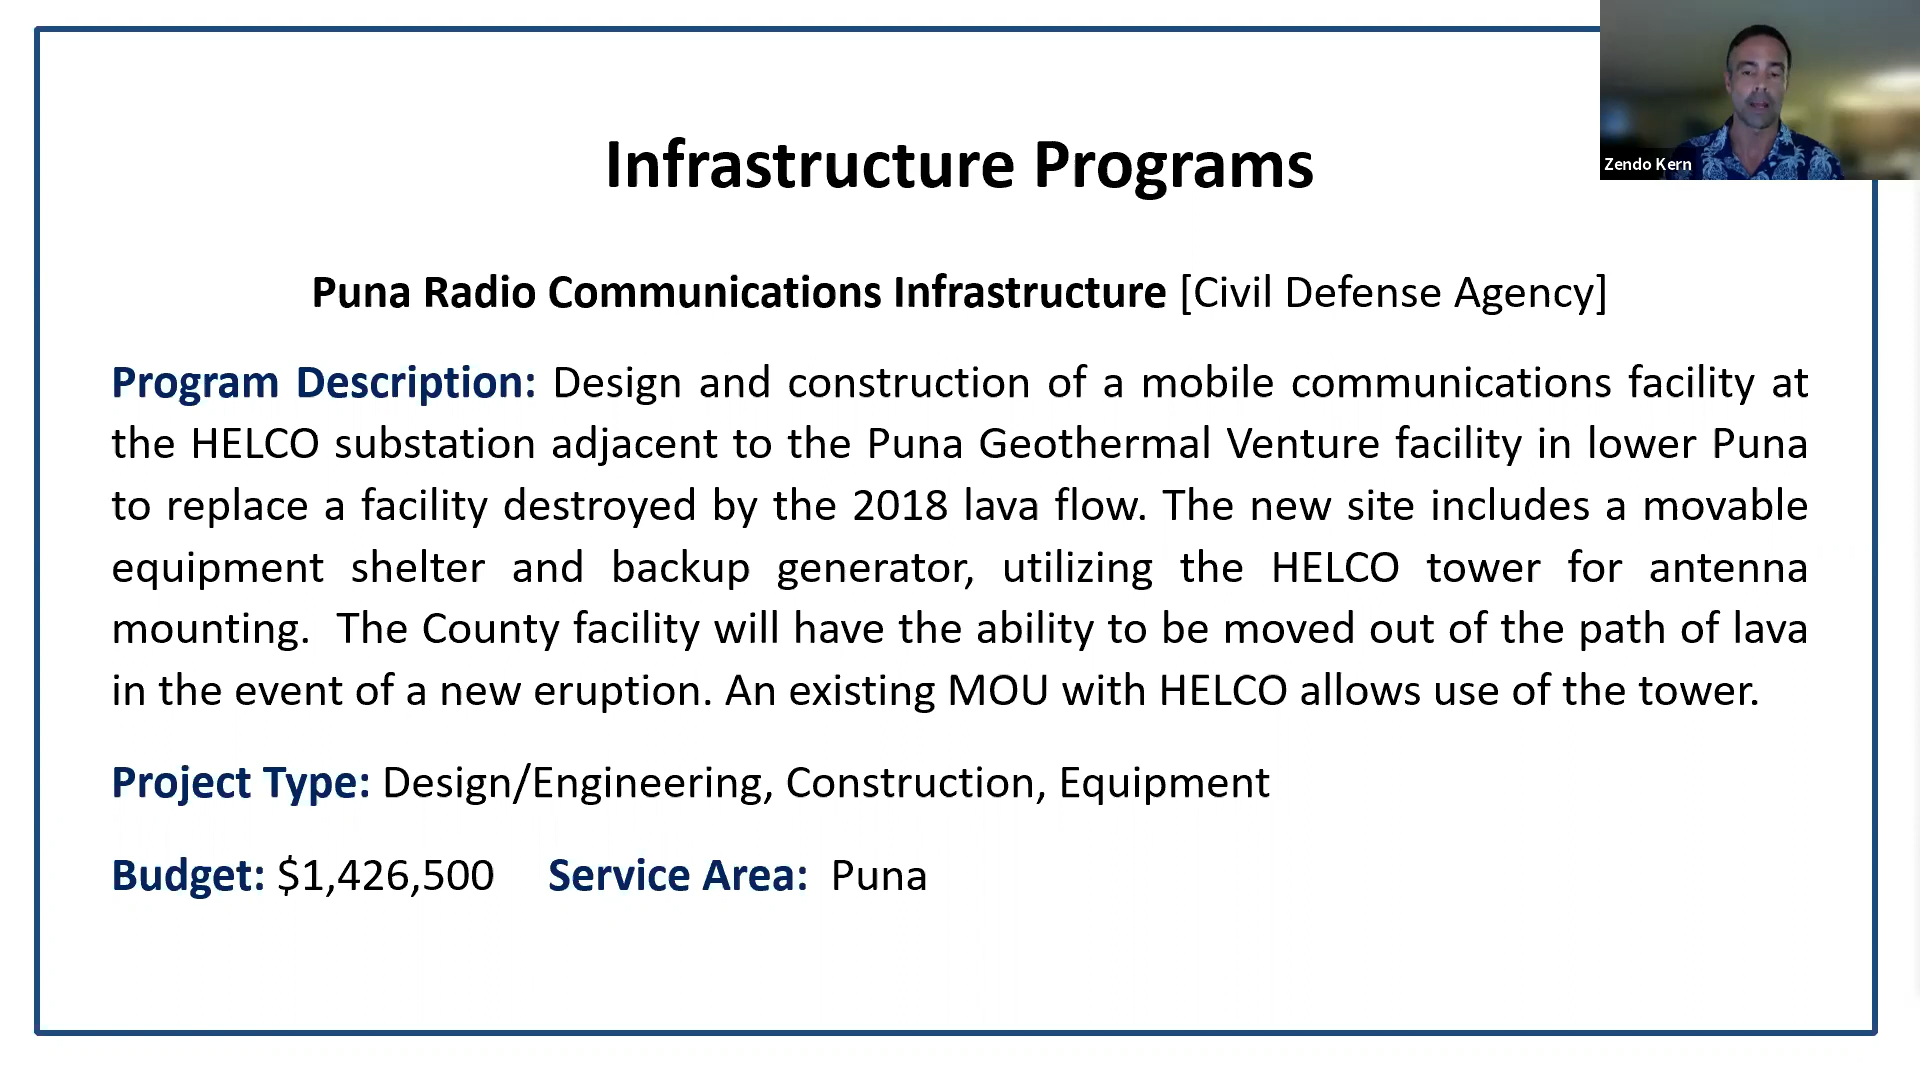 Infrastructure Programs
Zendo Kern
Puna Radio Communications Infrastructure [Civil Defense Agency]
Program Description: Design and construction of a mobile communications facility at
the HELCO substation adjacent to the Puna Geothermal Venture facility in lower Puna
to replace a facility destroyed by the 2018 lava flow. The new site includes a movable
equipment shelter and backup generator, utilizing the HELCO tower for antenna
mounting.  The County facility will have the ability to be moved out of the path of lava
in the event of a new eruption. An existing MOU with HELCO allows use of the tower.
Project Type: Design/Engineering, Construction, Equipment
Budget: $1,426,500 Service Area: Puna